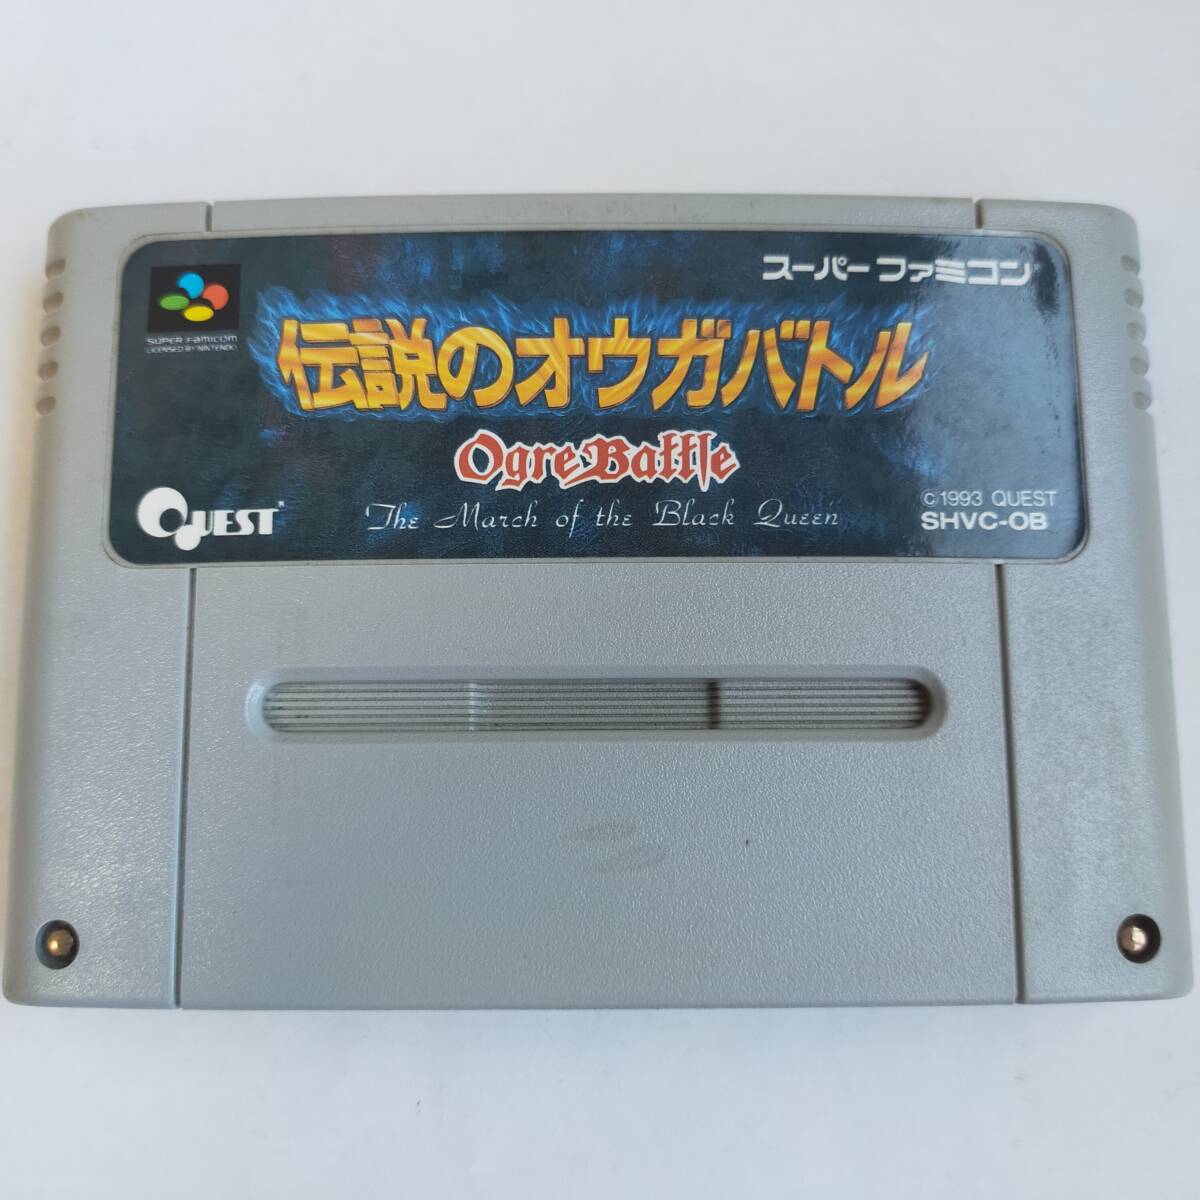 スーパーファミコン
SUPER FAMICOM
LICENSED BY NINTENDO
伝説のオウガバトル
Ogre Battle
The March of the Black Queen
QUEST
©1993 QUEST
SHVC-OB